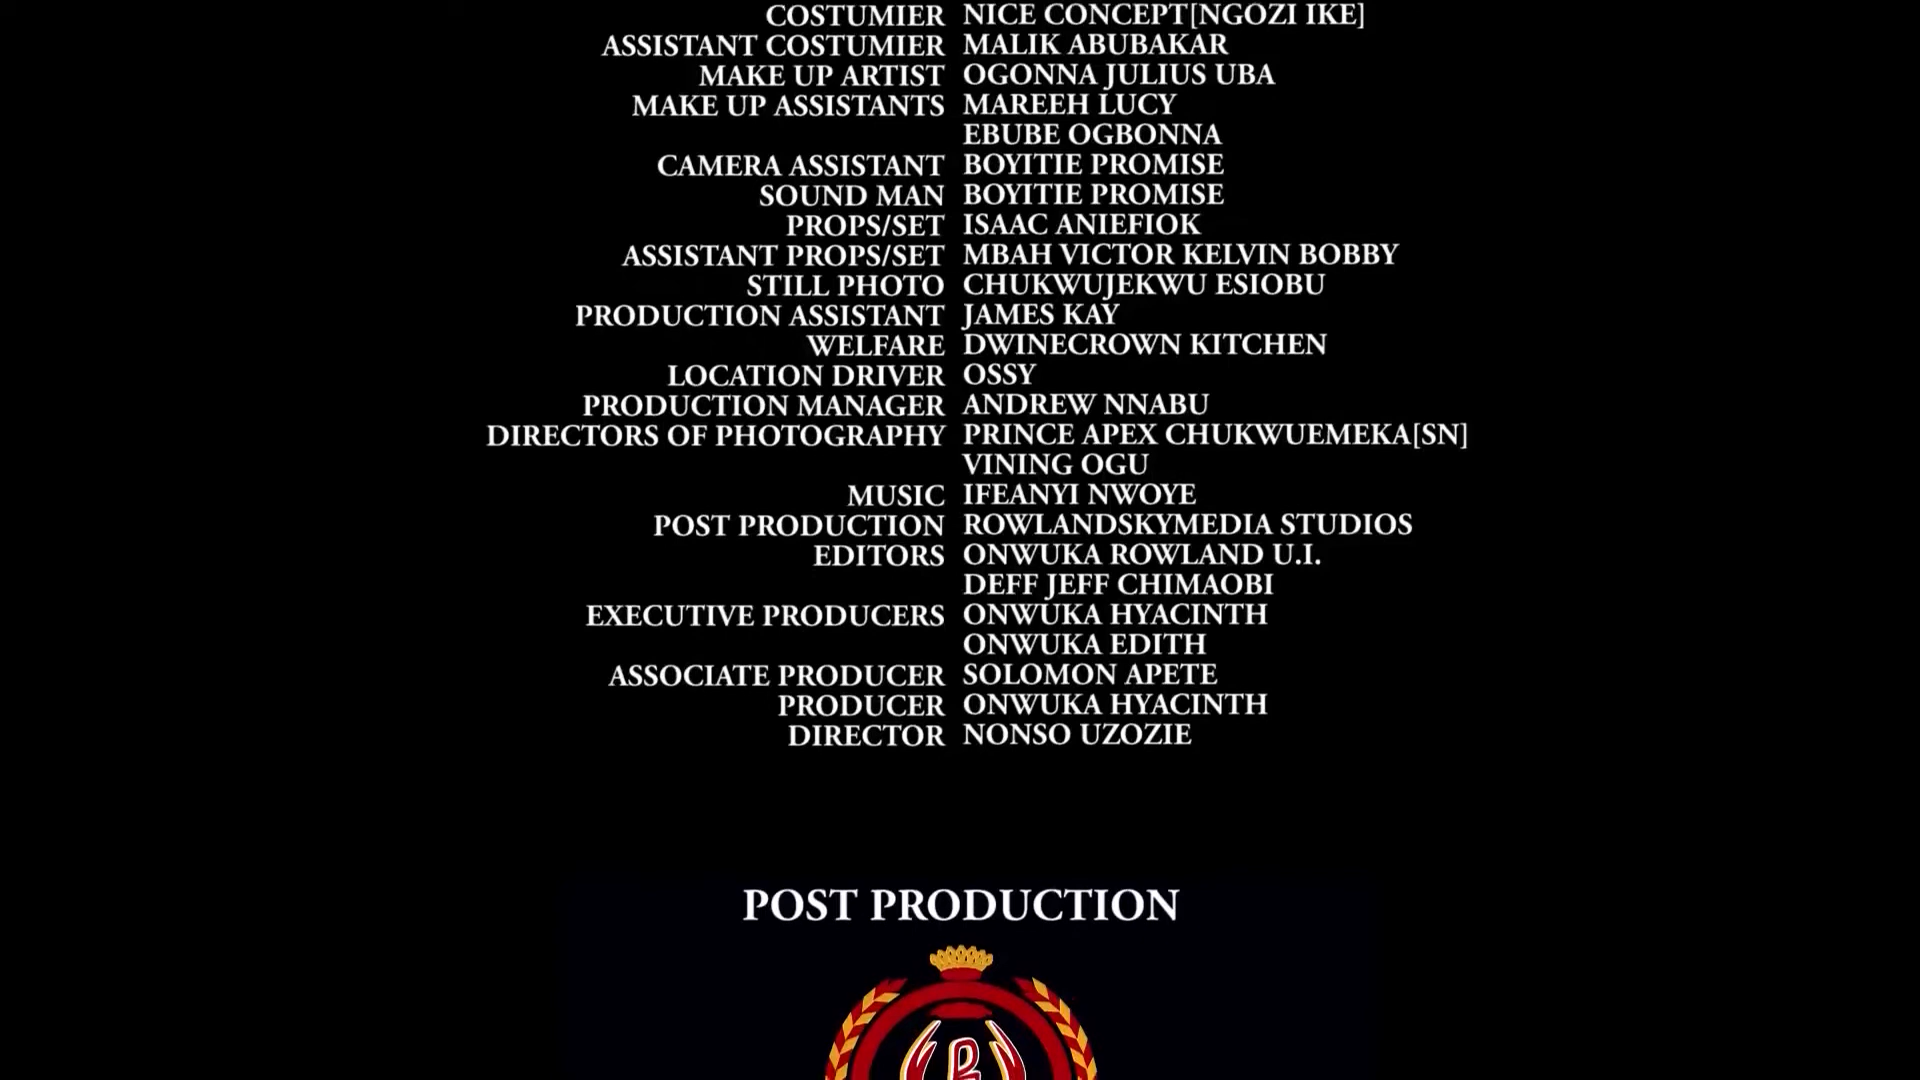 COSTUMIER NICE CONCEPT[NGOZI IKE]
ASSISTANT COSTUMIER MALIK ABUBAKAR
MAKE UP ARTIST OGONNA JULIUS UBA
MAKE UP ASSISTANTS MAREEH LUCY
EBUBE OGBONNA
CAMERA ASSISTANT BOYITIE PROMISE
SOUND MAN BOYITIE PROMISE
PROPS/SET ISAAC ANIEFIOK
ASSISTANT PROPS/SET MBAH VICTOR KELVIN BOBBY
STILL PHOTO CHUKWUJEKWU ESIOBU
PRODUCTION ASSISTANT JAMES KAY
WELFARE DWINECROWN KITCHEN
LOCATION DRIVER OSSY
PRODUCTION MANAGER ANDREW NNABU
DIRECTORS OF PHOTOGRAPHY PRINCE APEX CHUKWUEMEKA[SN]
VINING OGU
MUSIC IFEANYI NWOYE
POST PRODUCTION ROWLANDSKYMEDIA STUDIOS
EDITORS ONWUKA ROWLAND U.I.
DEFF JEFF CHIMAOBI
EXECUTIVE PRODUCERS ONWUKA HYACINTH
ONWUKA EDITH
ASSOCIATE PRODUCER SOLOMON APETE
PRODUCER ONWUKA HYACINTH
DIRECTOR NONSO UZOZIE
POST PRODUCTION
R